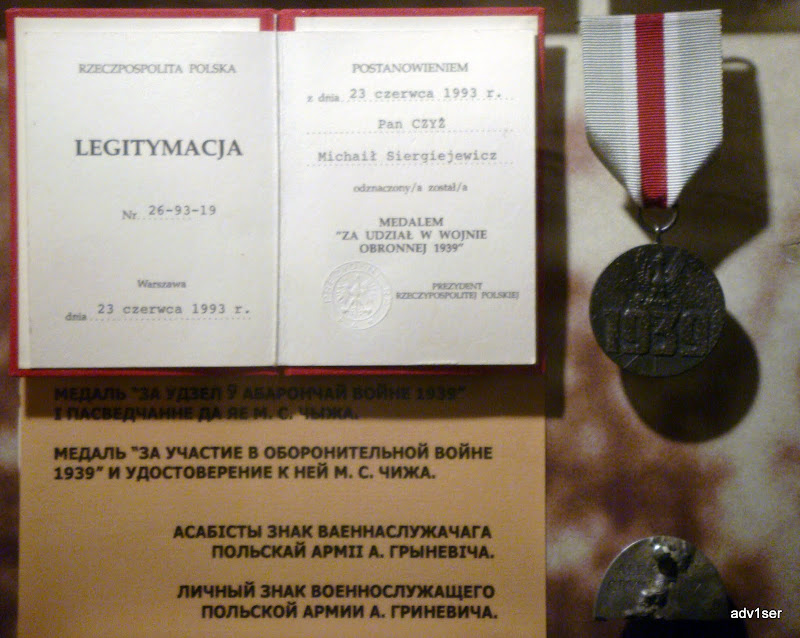 RZECZPOSPOLITA POLSKA
LEGITYMACJA
Nr 26-93-19
Warszawa
dnia 23 czerwca 1993 r.
POSTANOWIENIEM
z dnia 23 czerwca 1993 r.
Pan CZYŻ
Michaił Siergiejewicz
odznaczony/a został/a
MEDALEM
"ZA UDZIAŁ W WOJNIE
OBRONNEJ 1939"
PREZYDENT
RZECZYPOSPOLITEJ POLSKIEJ
1939
МЕДАЛЬ "ЗА УДЗЕЛ Ў АБАРОНЧАЙ ВОЙНЕ 1939"
І ПАСВЕДЧАННЕ ДА ЯЕ М. С. ЧЫЖА.
МЕДАЛЬ "ЗА УЧАСТИЕ В ОБОРОНИТЕЛЬНОЙ ВОЙНЕ
1939" И УДОСТОВЕРЕНИЕ К НЕЙ М. С. ЧИЖА.
АСАБІСТЫ ЗНАК ВАЕННАСЛУЖАЧАГА
ПОЛЬСКАЙ АРМІІ А. ГРЫНЕВІЧА.
ЛИЧНЫЙ ЗНАК ВОЕННОСЛУЖАЩЕГО
ПОЛЬСКОЙ АРМИИ А. ГРИНЕВИЧА.
adv1ser